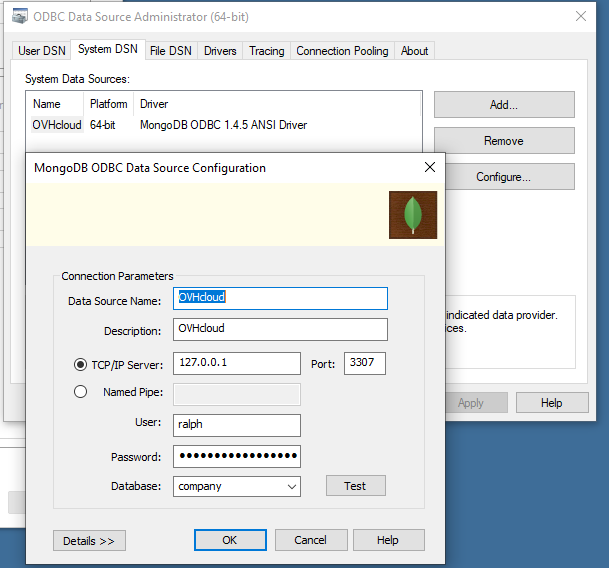 ODBC Data Source Administrator (64-bit)
User DSN System DSN File DSN Drivers Tracing Connection Pooling About
System Data Sources:
Name Platform Driver
OVHcloud 64-bit MongoDB ODBC 1.4.5 ANSI Driver
Add...
Remove
Configure...
indicated data provider.
ices.
Apply Help
MongoDB ODBC Data Source Configuration
Connection Parameters
Data Source Name: OVHcloud
Description: OVHcloud
TCP/IP Server: 127.0.0.1 Port: 3307
Named Pipe:
User: ralph
Password: •••••••••••••••••
Database: company Test
Details >> OK Cancel Help